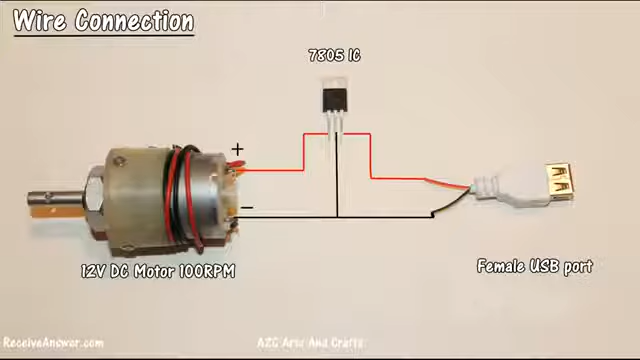 Wire Connection
7805 IC
+
-
12V DC Motor 100RPM
Female USB port
ReceiveAnswer.com
AZC Arts And Crafts